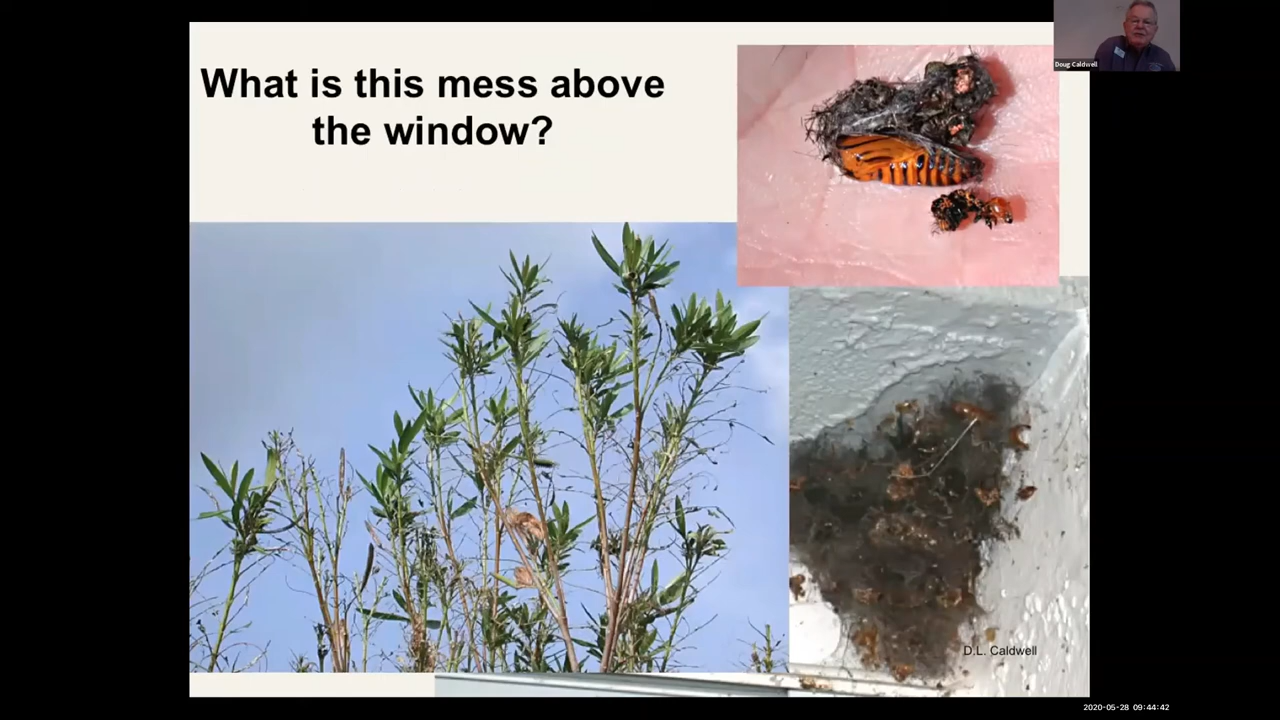 What is this mess above
the window?
Doug Caldwell
D.L. Caldwell
2020-05-28 09:44:42